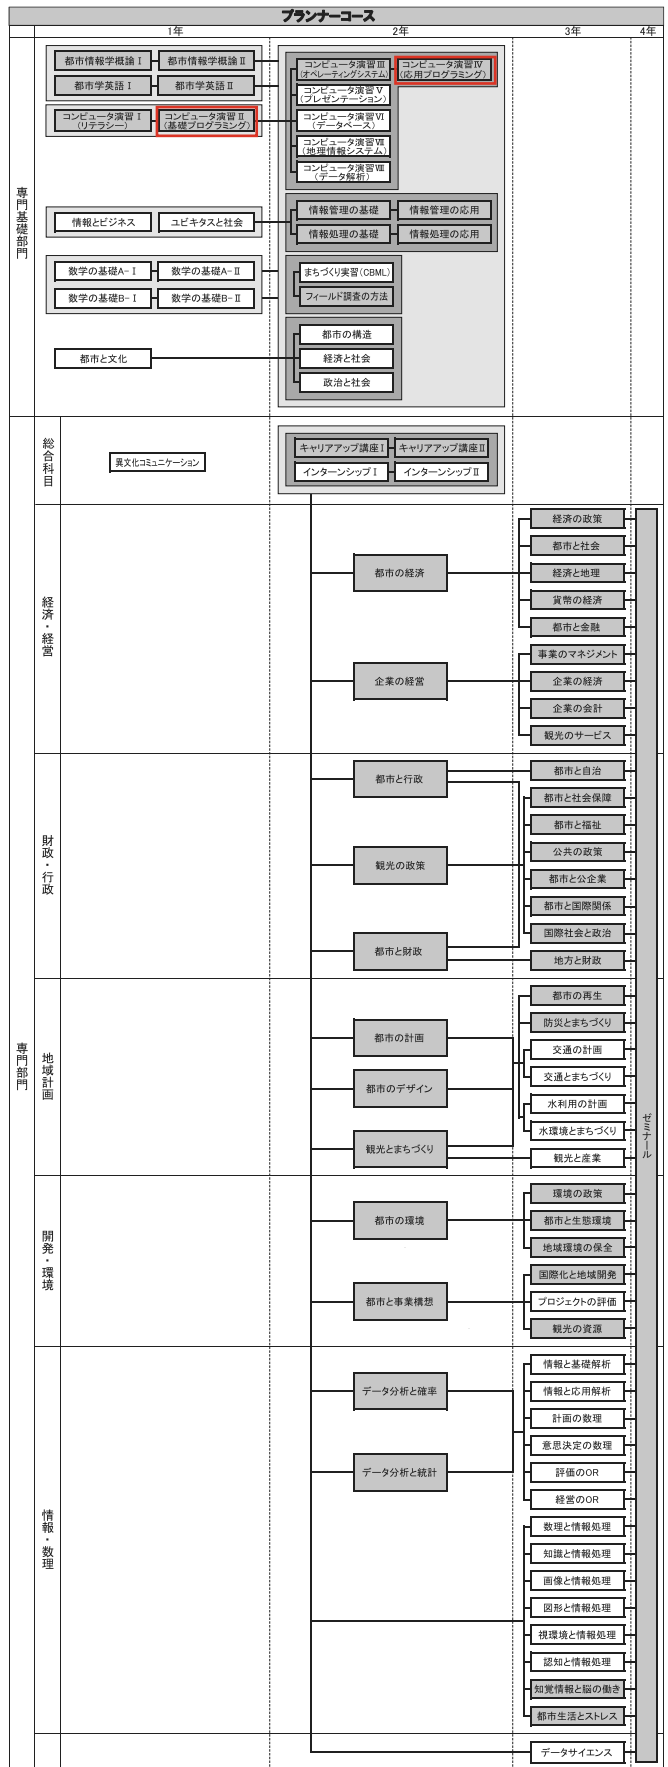 プランナーコース
1年
2年
3年
4年
専門基礎部門
都市情報学概論Ⅰ
都市情報学概論Ⅱ
都市学英語Ⅰ
都市学英語Ⅱ
コンピュータ演習Ⅰ
(リテラシー)
コンピュータ演習Ⅱ
(基礎プログラミング)
コンピュータ演習Ⅲ
(オペレーティングシステム)
コンピュータ演習Ⅳ
(応用プログラミング)
コンピュータ演習Ⅴ
(プレゼンテーション)
コンピュータ演習Ⅵ
(データベース)
コンピュータ演習Ⅶ
(地理情報システム)
コンピュータ演習Ⅷ
(データ解析)
情報とビジネス
ユビキタスと社会
情報管理の基礎
情報管理の応用
情報処理の基礎
情報処理の応用
数学の基礎A-Ⅰ
数学の基礎A-Ⅱ
数学の基礎B-Ⅰ
数学の基礎B-Ⅱ
まちづくり実習(CBML)
フィールド調査の方法
都市と文化
都市の構造
経済と社会
政治と社会
専門部門
総合科目
異文化コミュニケーション
キャリアアップ講座Ⅰ
キャリアアップ講座Ⅱ
インターンシップⅠ
インターンシップⅡ
経済・経営
都市の経済
経済の政策
都市と社会
経済と地理
貨幣の経済
都市と金融
企業の経営
事業のマネジメント
企業の経済
企業の会計
観光のサービス
財政・行政
都市と行政
観光の政策
都市と財政
都市と自治
都市と社会保障
都市と福祉
公共の政策
都市と公企業
都市と国際関係
国際社会と政治
地方と財政
地域計画
都市の計画
都市のデザイン
観光とまちづくり
都市の再生
防災とまちづくり
交通の計画
交通とまちづくり
水利用の計画
水環境とまちづくり
観光と産業
ゼミナール
開発・環境
都市の環境
環境の政策
都市と生態環境
地域環境の保全
都市と事業構想
国際化と地域開発
プロジェクトの評価
観光の資源
情報・数理
データ分析と確率
データ分析と統計
情報と基礎解析
情報と応用解析
計画の数理
意思決定の数理
評価のOR
経営のOR
数理と情報処理
知識と情報処理
画像と情報処理
図形と情報処理
視環境と情報処理
認知と情報処理
知覚情報と脳の働き
都市生活とストレス
データサイエンス